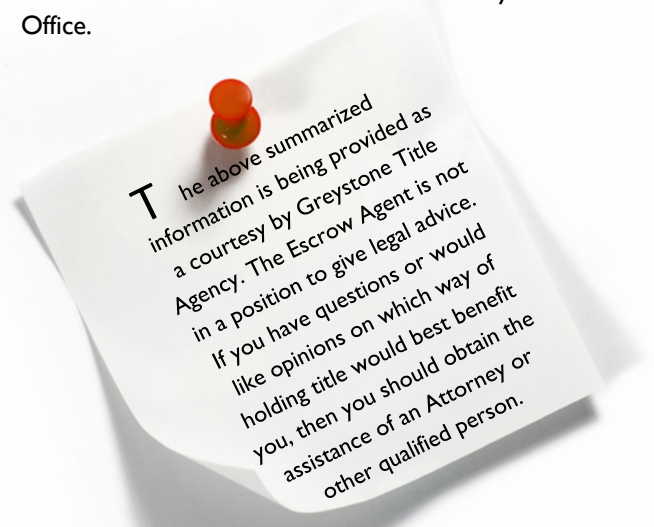 Office.
The above summarized
information is being provided as
a courtesy by Greystone Title
Agency. The Escrow Agent is not
in a position to give legal advice.
If you have questions or would
like opinions on which way of
holding title would best benefit
you, then you should obtain the
assistance of an Attorney or
other qualified person.